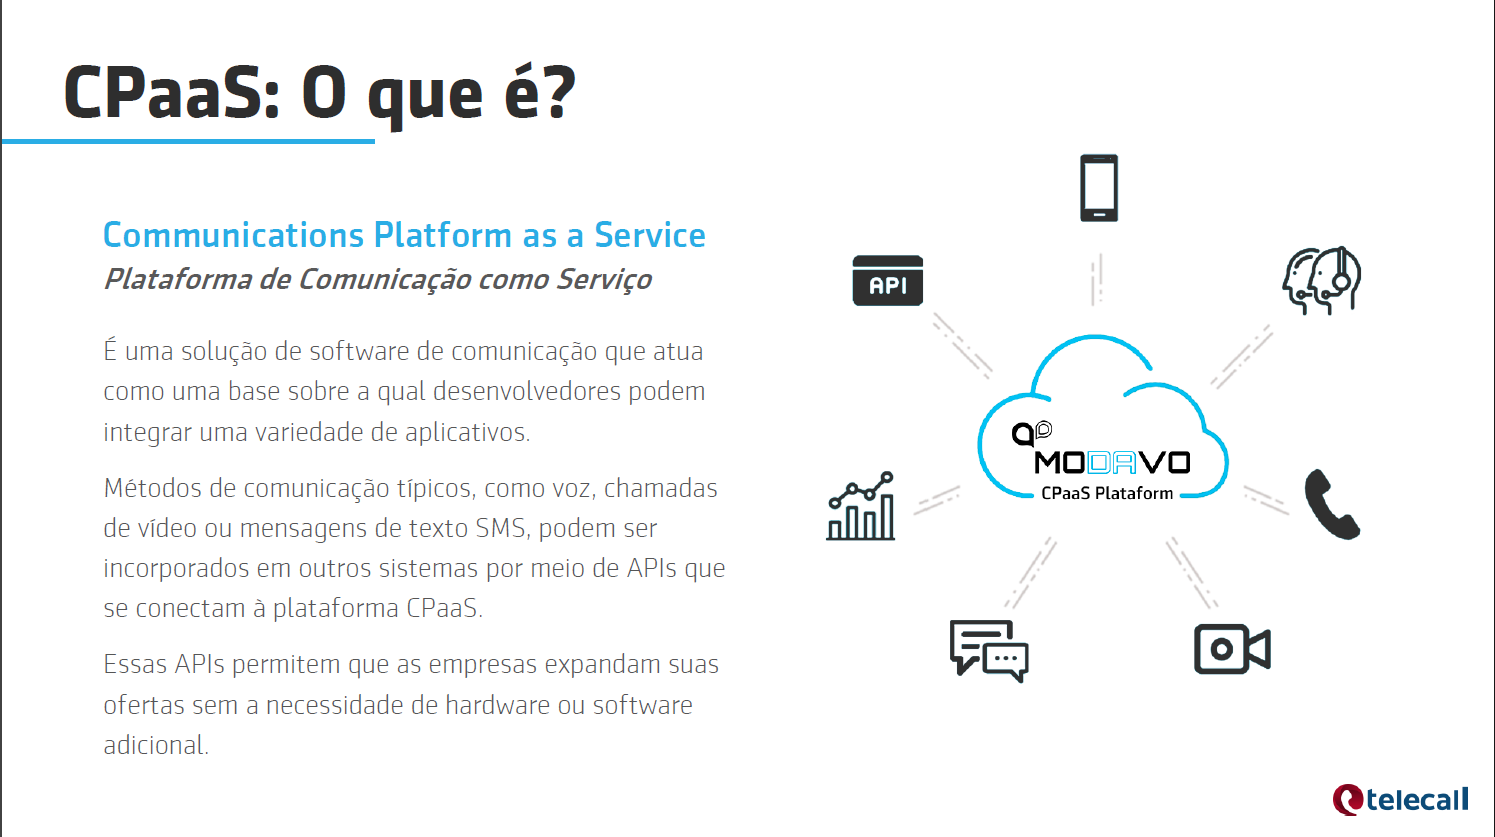 CPaaS: O que é?
Communications Platform as a Service
Plataforma de Comunicação como Serviço
É uma solução de software de comunicação que atua
como uma base sobre a qual desenvolvedores podem
integrar uma variedade de aplicativos.
Métodos de comunicação típicos, como voz, chamadas
de vídeo ou mensagens de texto SMS, podem ser
incorporados em outros sistemas por meio de APIs que
se conectam à plataforma CPaaS.
Essas APIs permitem que as empresas expandam suas
ofertas sem a necessidade de hardware ou software
adicional.
API
MODAVO
CPaaS Plataform
telecall